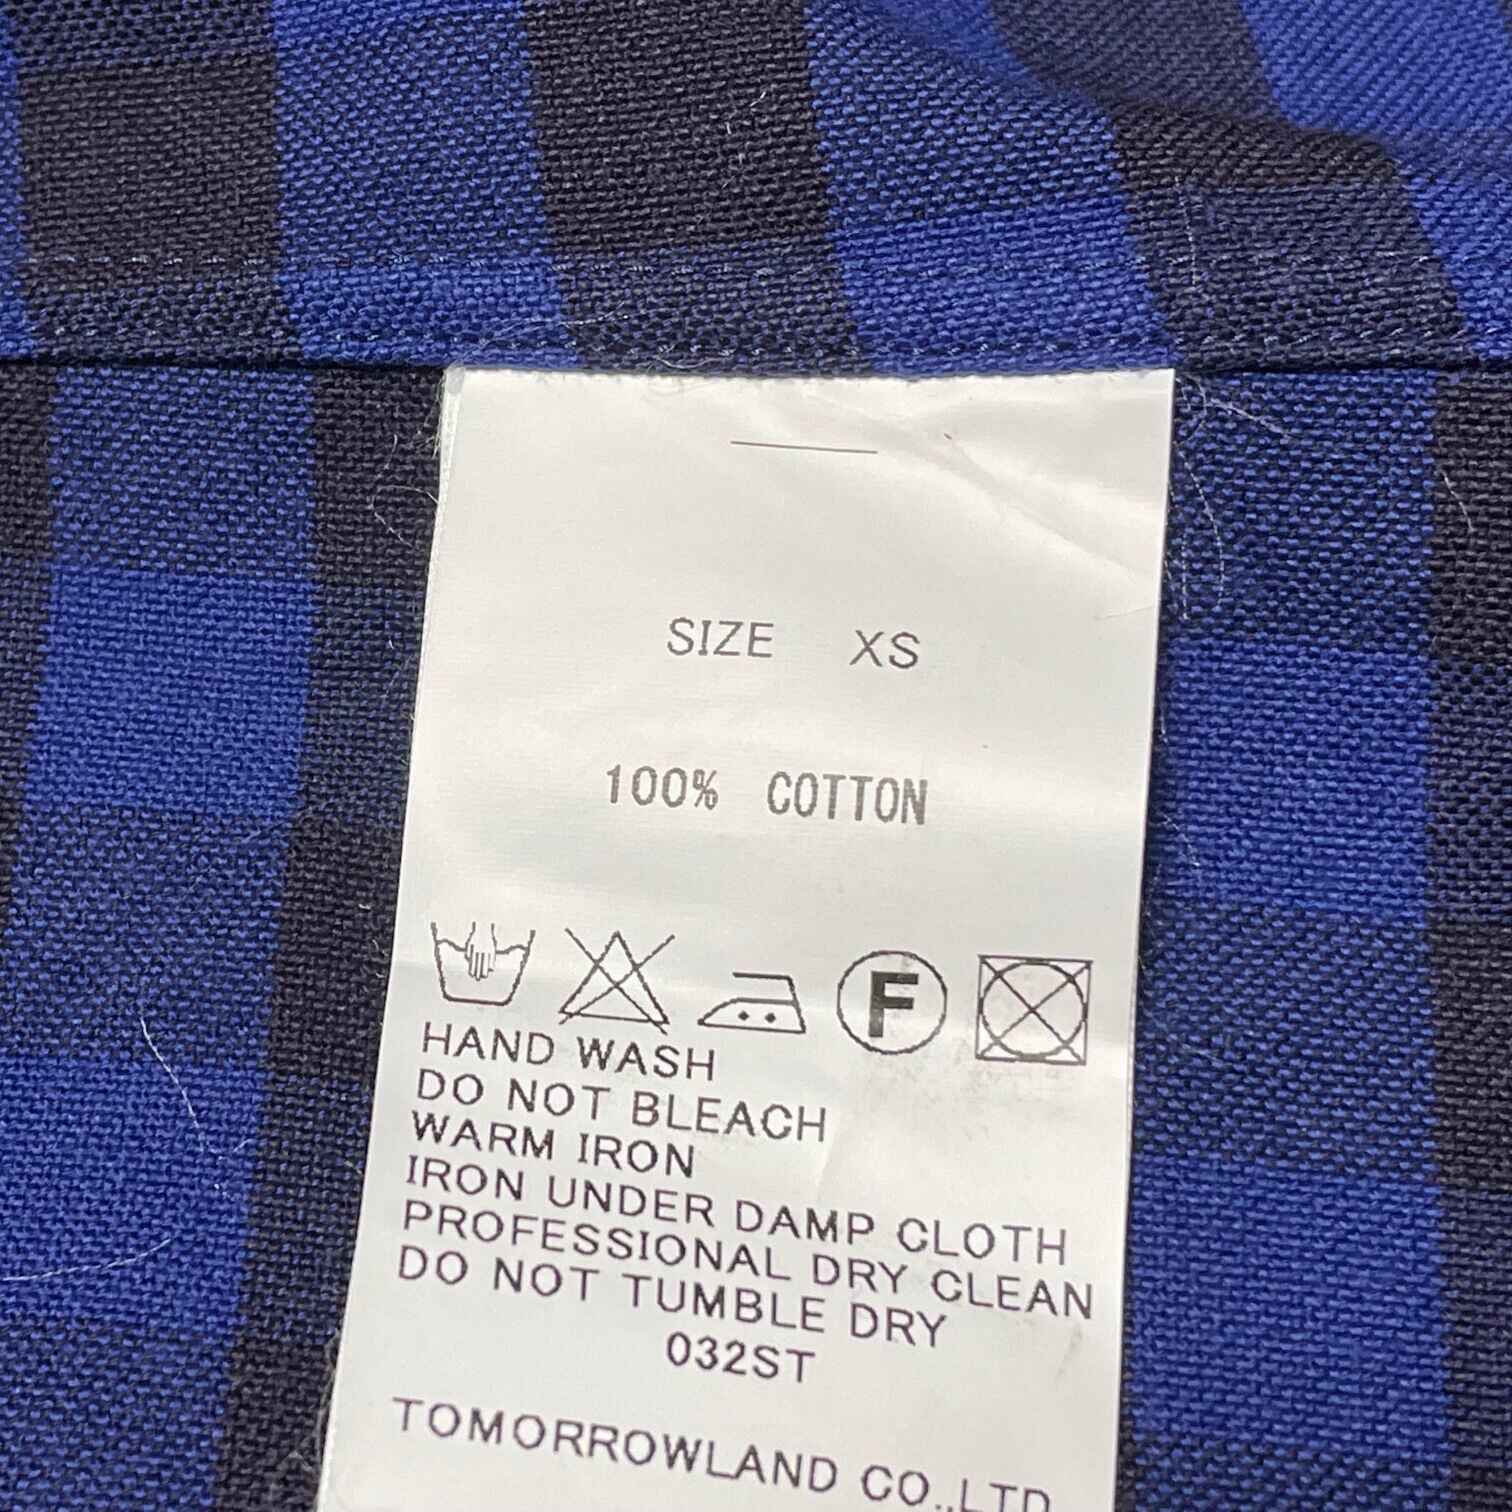 SIZE XS
100% COTTON
F
HAND WASH
DO NOT BLEACH
WARM IRON
IRON UNDER DAMP CLOTH
PROFESSIONAL DRY CLEAN
DO NOT TUMBLE DRY
032ST
TOMORROWLAND CO.,LTD